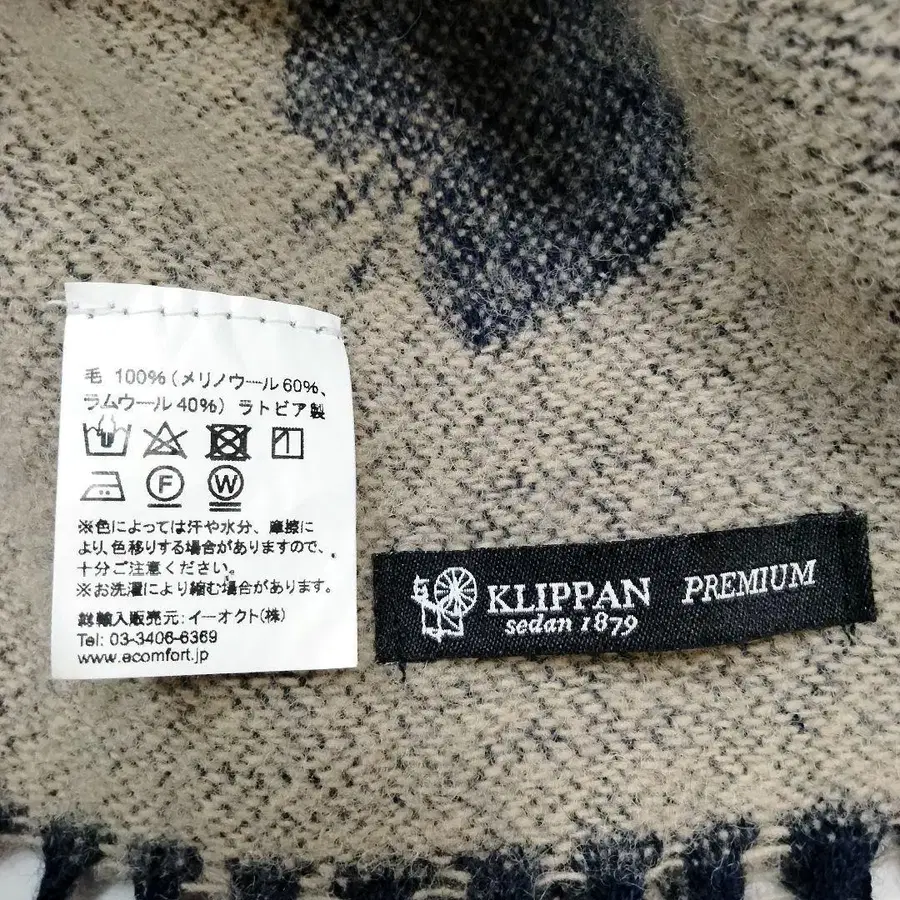 毛 100%（メリノウール60%、
ラムウール40%）ラトビア製
F W
※色によっては汗や水分、摩擦に
より、色移りする場合がありますので、
十分ご注意ください。
※お洗濯により縮む場合があります。
総輸入販売元: イーオクト(株)
Tel: 03-3406-6369
www.ecomfort.jp
KLIPPAN PREMIUM
sedan 1879